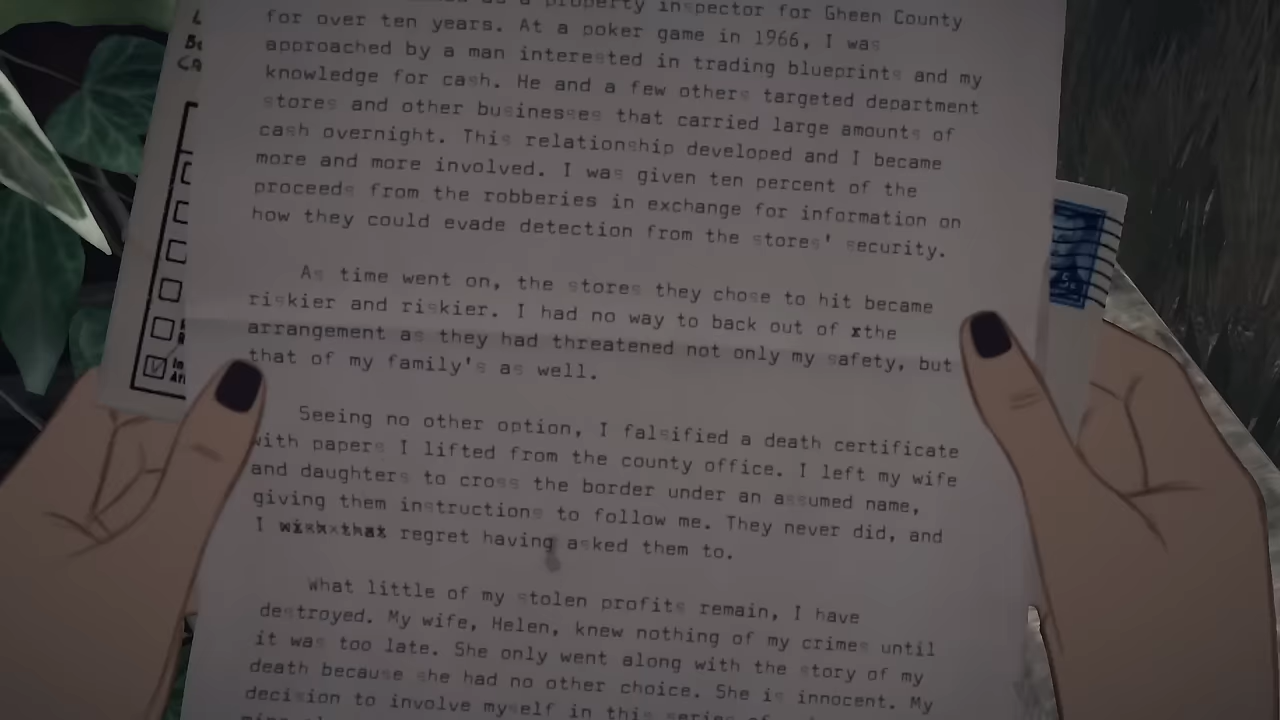 property inspector for Gheen County
for over ten years. At a poker game in 1966, I was
approached by a man interested in trading blueprints and my
knowledge for cash. He and a few others targeted department
stores and other businesses that carried large amounts of
cash overnight. This relationship developed and I became
more and more involved. I was given ten percent of the
proceeds from the robberies in exchange for information on
how they could evade detection from the stores' security.
As time went on, the stores they chose to hit became
riskier and riskier. I had no way to back out of xthe
arrangement as they had threatened not only my safety, but
that of my family's as well.
Seeing no other option, I falsified a death certificate
with papers I lifted from the county office. I left my wife
and daughters to cross the border under an assumed name,
giving them instructions to follow me. They never did, and
I regret having asked them to.
What little of my stolen profits remain, I have
destroyed. My wife, Helen, knew nothing of my crimes until
it was too late. She only went along with the story of my
death because she had no other choice. She is innocent. My
decision to involve myself in this series of